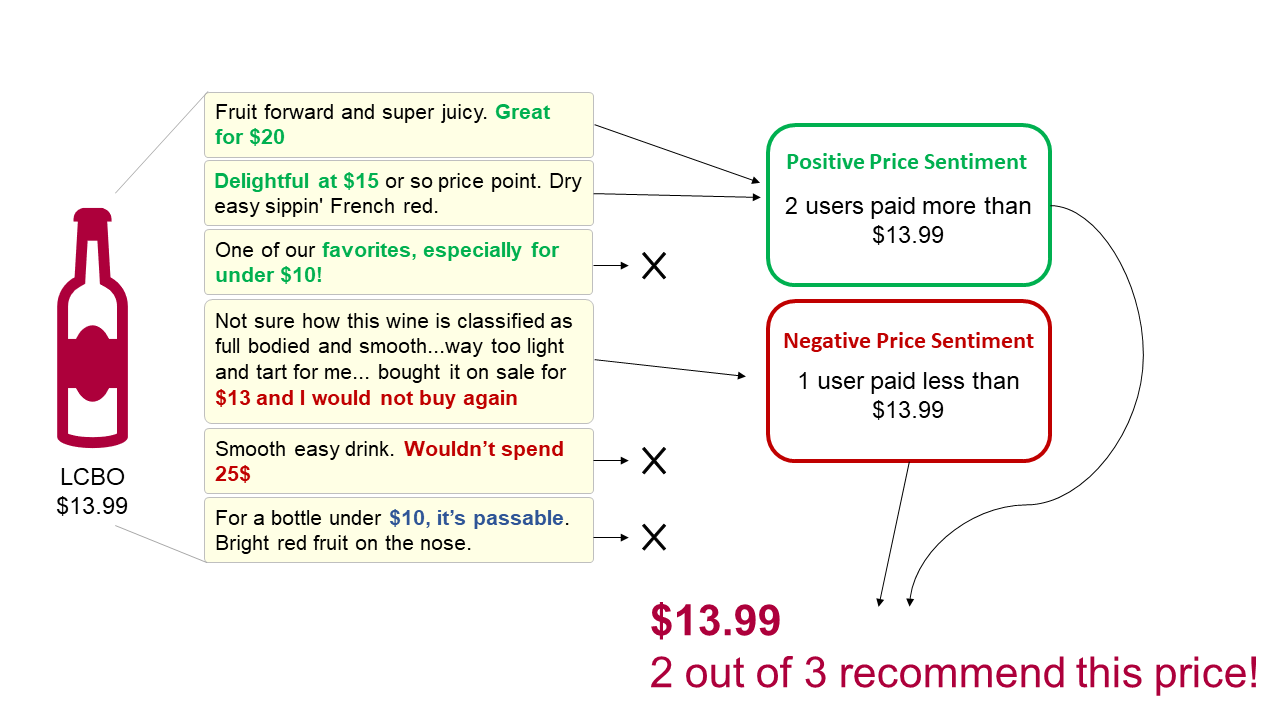 Fruit forward and super juicy. Great
for $20
Delightful at $15 or so price point. Dry
easy sippin' French red.
One of our favorites, especially for
under $10!
Not sure how this wine is classified as
full bodied and smooth...way too light
and tart for me... bought it on sale for
$13 and I would not buy again
Smooth easy drink. Wouldn’t spend
25$
For a bottle under $10, it’s passable.
Bright red fruit on the nose.
LCBO
$13.99
Positive Price Sentiment
2 users paid more than
$13.99
Negative Price Sentiment
1 user paid less than
$13.99
$13.99
2 out of 3 recommend this price!